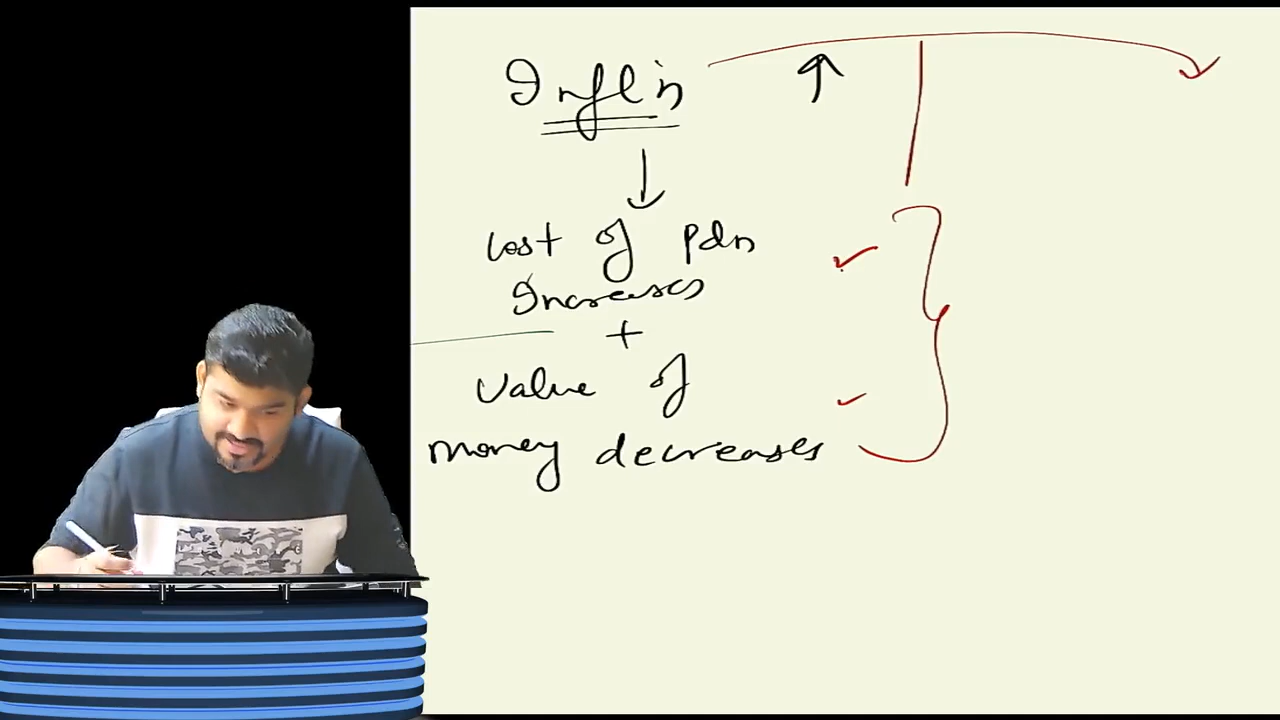 Infl'n ↑
↓
Cost of Pdn
Increases
+
Value of
money decreases